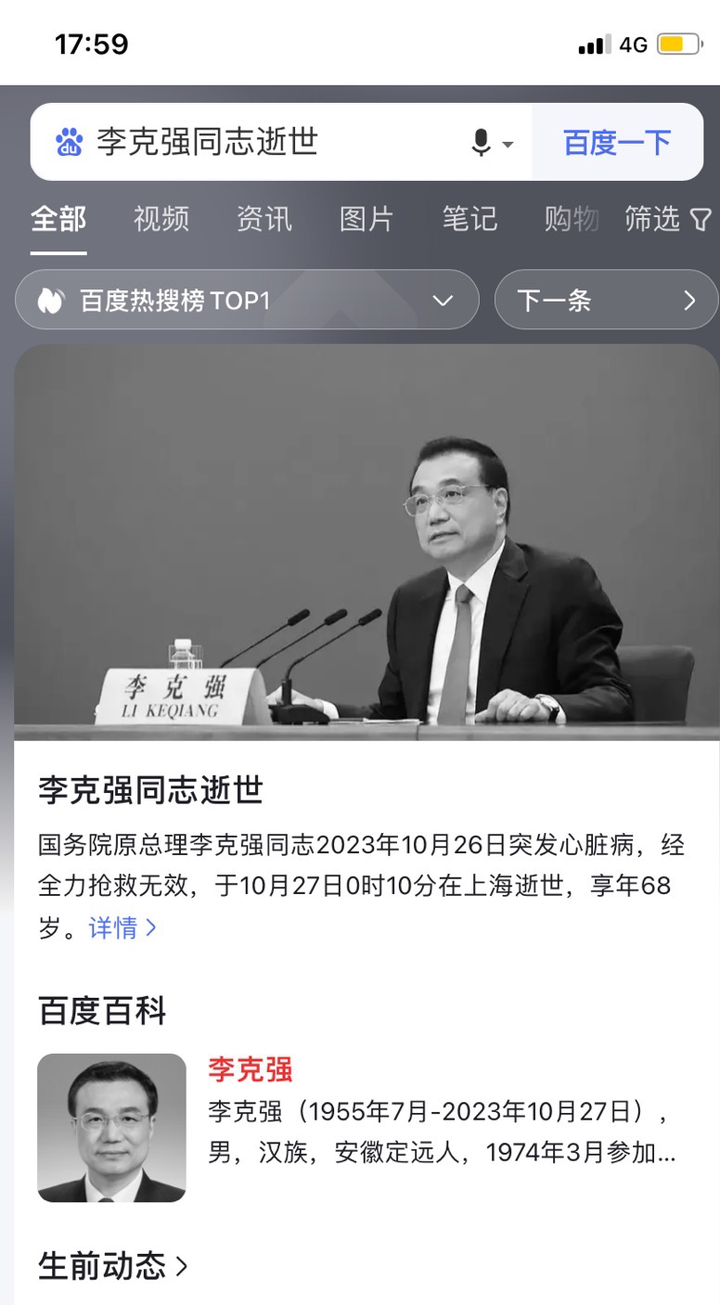 17:59
4G
du 李克强同志逝世 百度一下
全部 视频 资讯 图片 笔记 购物 筛选
百度热搜榜 TOP1 下一条
李克强
LI KEQIANG
李克强同志逝世
国务院原总理李克强同志2023年10月26日突发心脏病，经
全力抢救无效，于10月27日0时10分在上海逝世，享年68
岁。详情
百度百科
李克强
李克强（1955年7月-2023年10月27日），
男，汉族，安徽定远人，1974年3月参加...
生前动态